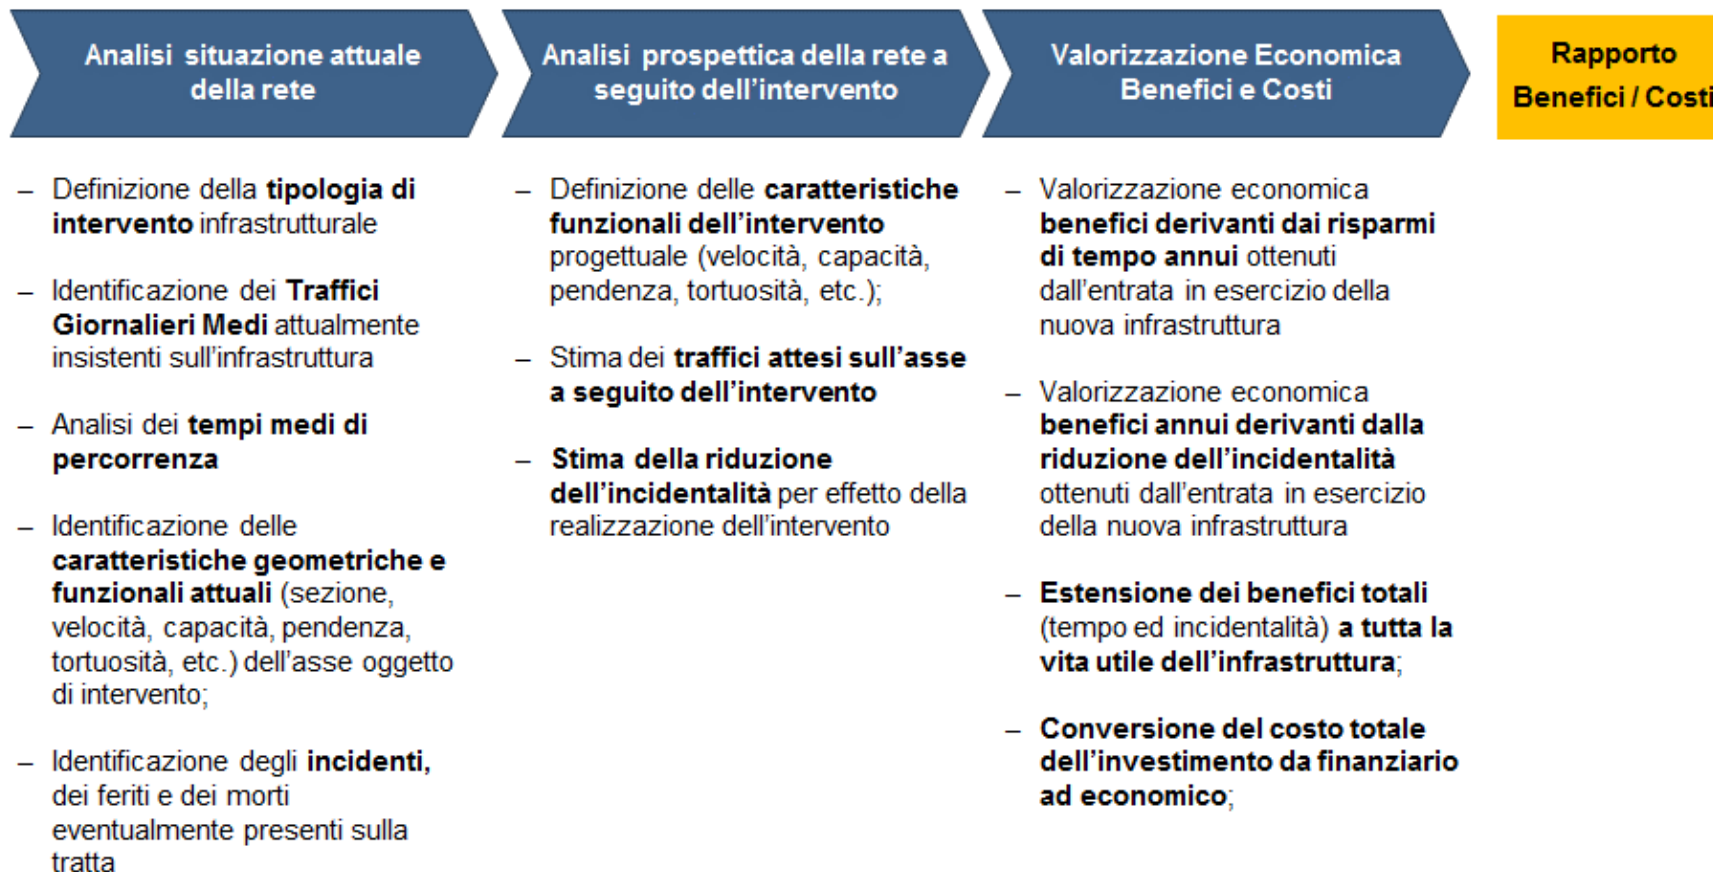 Analisi situazione attuale
della rete
Analisi prospettica della rete a
seguito dell'intervento
Valorizzazione Economica
Benefici e Costi
Rapporto
Benefici / Costi
– Definizione della tipologia di
intervento infrastrutturale
– Identificazione dei Traffici
Giornalieri Medi attualmente
insistenti sull'infrastruttura
– Analisi dei tempi medi di
percorrenza
– Identificazione delle
caratteristiche geometriche e
funzionali attuali (sezione,
velocità, capacità, pendenza,
tortuosità, etc.) dell'asse oggetto
di intervento;
– Identificazione degli incidenti,
dei feriti e dei morti
eventualmente presenti sulla
tratta
– Definizione delle caratteristiche
funzionali dell'intervento
progettuale (velocità, capacità,
pendenza, tortuosità, etc.);
– Stima dei traffici attesi sull'asse
a seguito dell'intervento
– Stima della riduzione
dell'incidentalità per effetto della
realizzazione dell'intervento
– Valorizzazione economica
benefici derivanti dai risparmi
di tempo annui ottenuti
dall'entrata in esercizio della
nuova infrastruttura
– Valorizzazione economica
benefici annui derivanti dalla
riduzione dell'incidentalità
ottenuti dall'entrata in esercizio
della nuova infrastruttura
– Estensione dei benefici totali
(tempo ed incidentalità) a tutta la
vita utile dell'infrastruttura;
– Conversione del costo totale
dell'investimento da finanziario
ad economico;